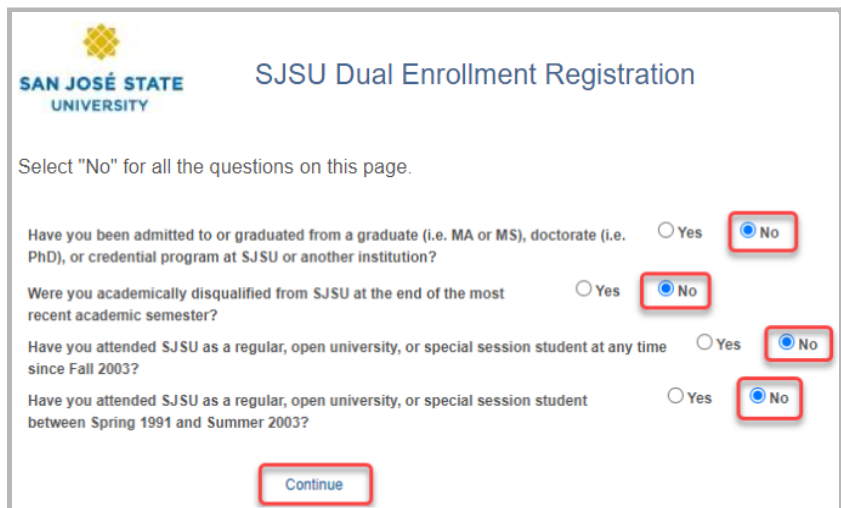 SAN JOSÉ STATE
UNIVERSITY
SJSU Dual Enrollment Registration
Select "No" for all the questions on this page.
Have you been admitted to or graduated from a graduate (i.e. MA or MS), doctorate (i.e. Yes No
PhD), or credential program at SJSU or another institution?
Were you academically disqualified from SJSU at the end of the most Yes No
recent academic semester?
Have you attended SJSU as a regular, open university, or special session student at any time Yes No
since Fall 2003?
Have you attended SJSU as a regular, open university, or special session student Yes No
between Spring 1991 and Summer 2003?
Continue